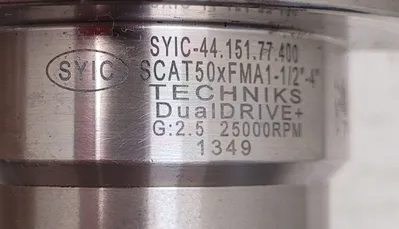 SYIC-44.151.77.400
SYIC SCAT50xFMA1-1/2"-4"
TECHNIKS
DualDRIVE+
G:2.5 25000RPM
1349